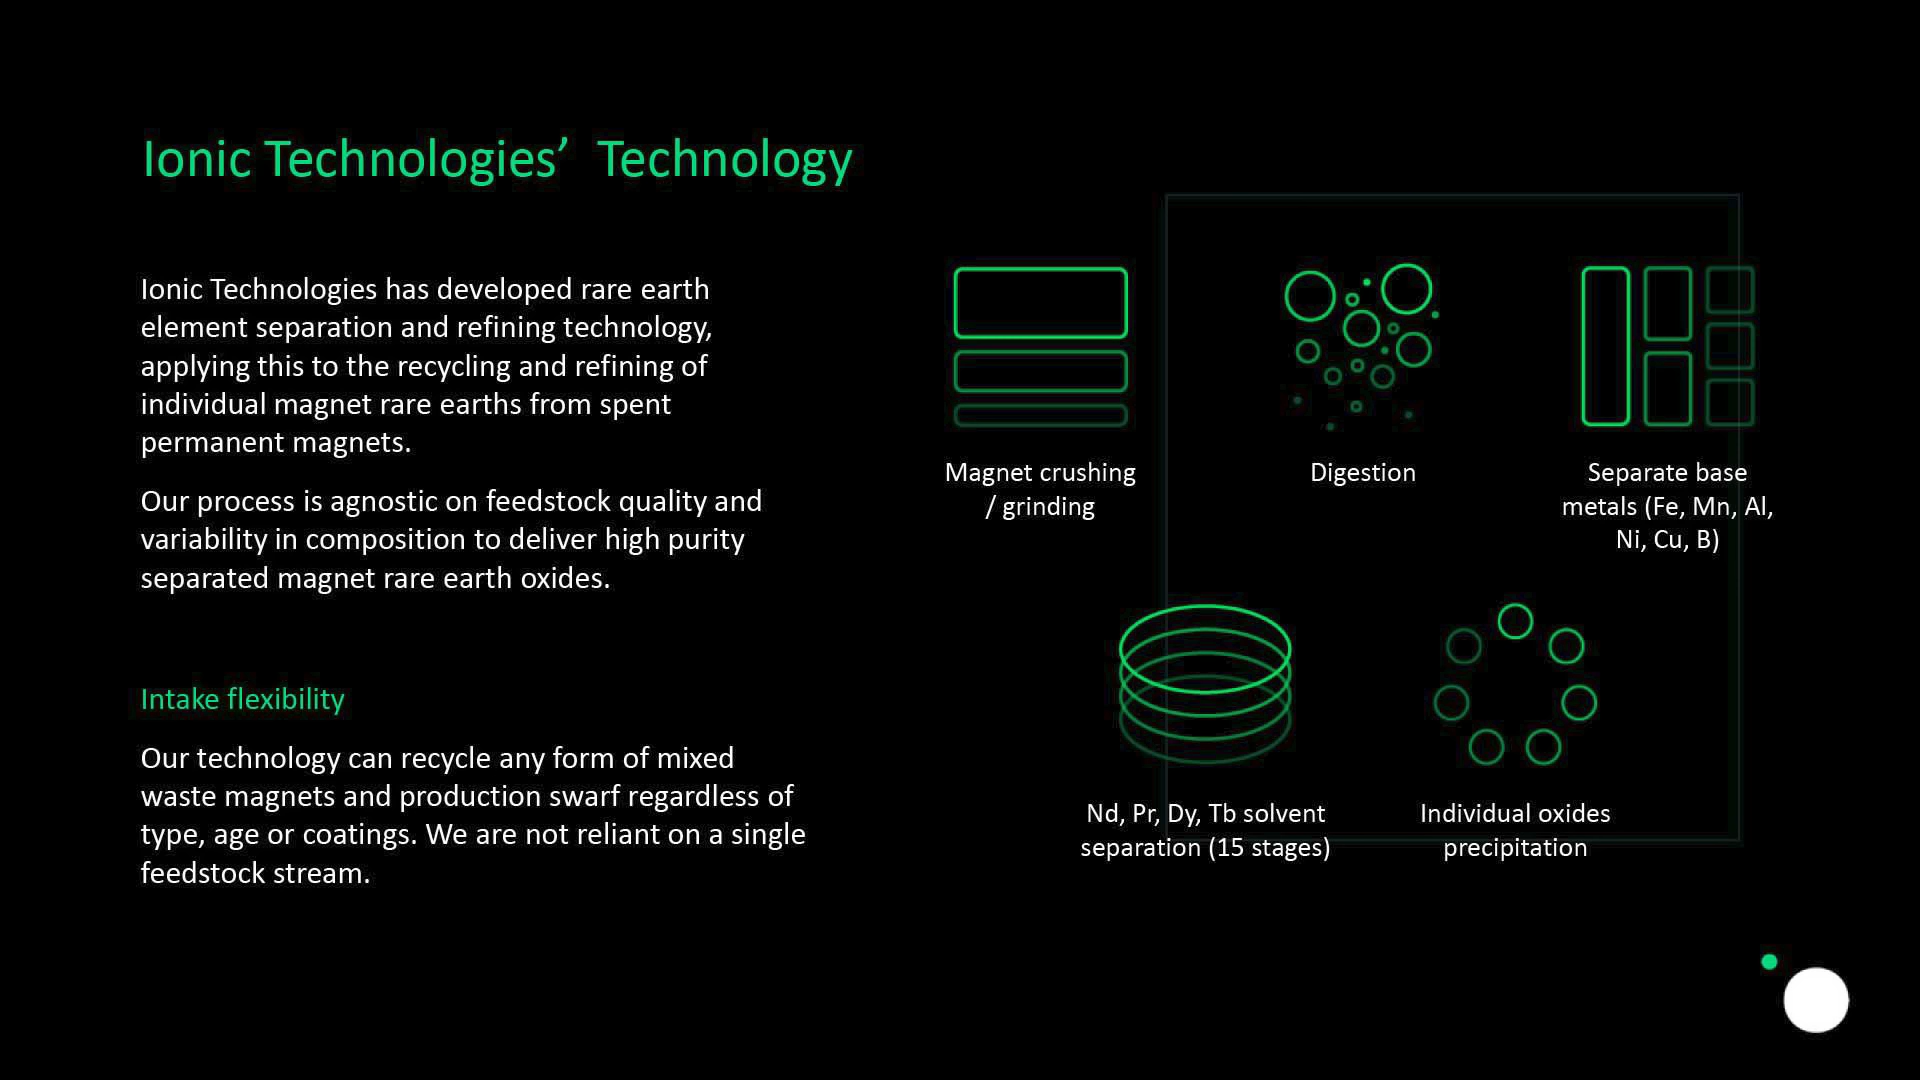 Ionic Technologies’  Technology
Ionic Technologies has developed rare earth
element separation and refining technology,
applying this to the recycling and refining of
individual magnet rare earths from spent
permanent magnets.
Our process is agnostic on feedstock quality and
variability in composition to deliver high purity
separated magnet rare earth oxides.
Intake flexibility
Our technology can recycle any form of mixed
waste magnets and production swarf regardless of
type, age or coatings. We are not reliant on a single
feedstock stream.
Magnet crushing
/ grinding
Digestion
Separate base
metals (Fe, Mn, Al,
Ni, Cu, B)
Nd, Pr, Dy, Tb solvent
separation (15 stages)
Individual oxides
precipitation